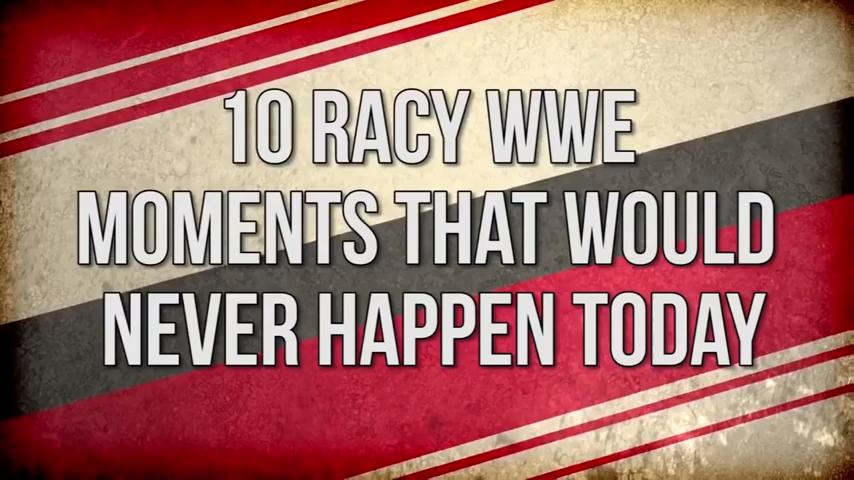 10 RACY WWE
MOMENTS THAT WOULD
NEVER HAPPEN TODAY